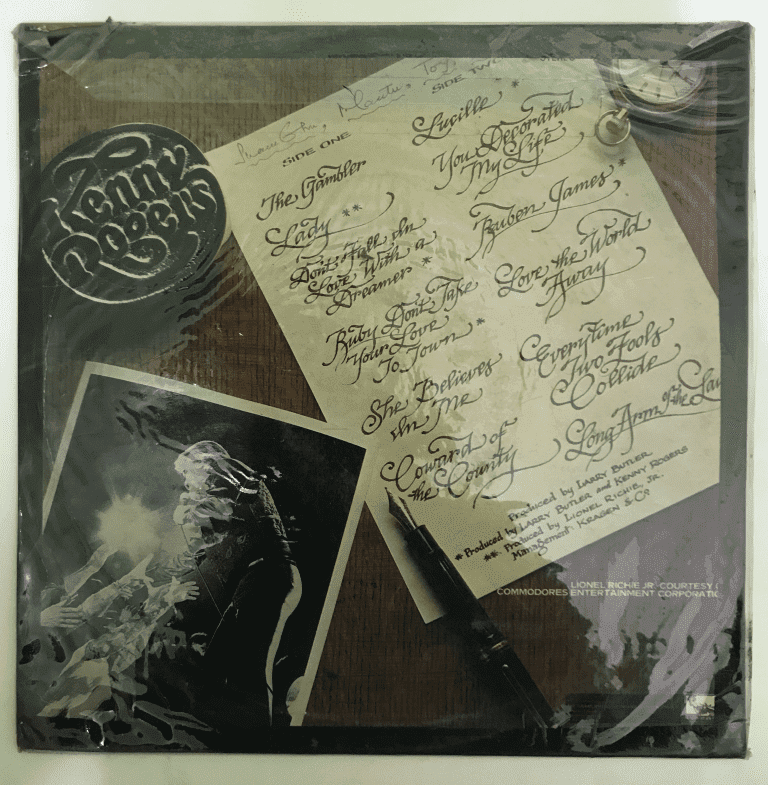 Kenny
Rogers
SIDE ONE
The Gambler
Lady **
Don't Fall In
Love With a
Dreamer *
Ruby Don't Take
Your Love
To Town *
She Believes
In Me
Coward of
the County
SIDE TWO
Lucille *
You Decorated
My Life
Ruben James *
Love the World
Away
Everytime
Two Fools
Collide
Long Arm of the Law
Produced by LARRY BUTLER
* Produced by LARRY BUTLER and KENNY ROGERS
** Produced by LIONEL RICHIE, JR.
Management: KRAGEN & Co
LIONEL RICHIE JR. COURTESY
COMMODORES ENTERTAINMENT CORPORATIO